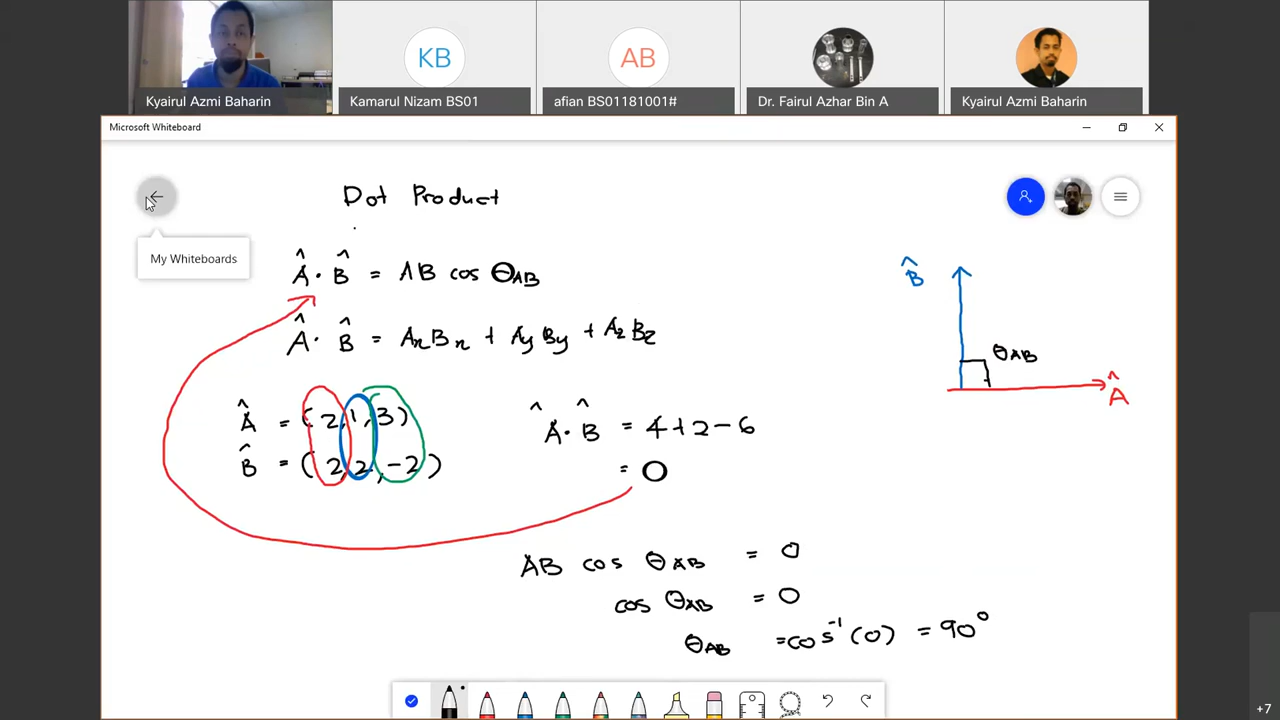 KB
AB
Kyairul Azmi Baharin
Kamarul Nizam BS01
afian BS01181001#
Dr. Fairul Azhar Bin A
Kyairul Azmi Baharin
Microsoft Whiteboard
My Whiteboards
Dot Product
Â · B̂ = AB cos θAB
Â · B̂ = AxBx + AyBy + AzBz
Â = (2,1,3)
B̂ = (2,2,-2)
Â·B̂ = 4+2-6
= 0
AB cos θAB = 0
cos θAB = 0
θAB = cos⁻¹(0) = 90°
B̂
θAB
Â
+7